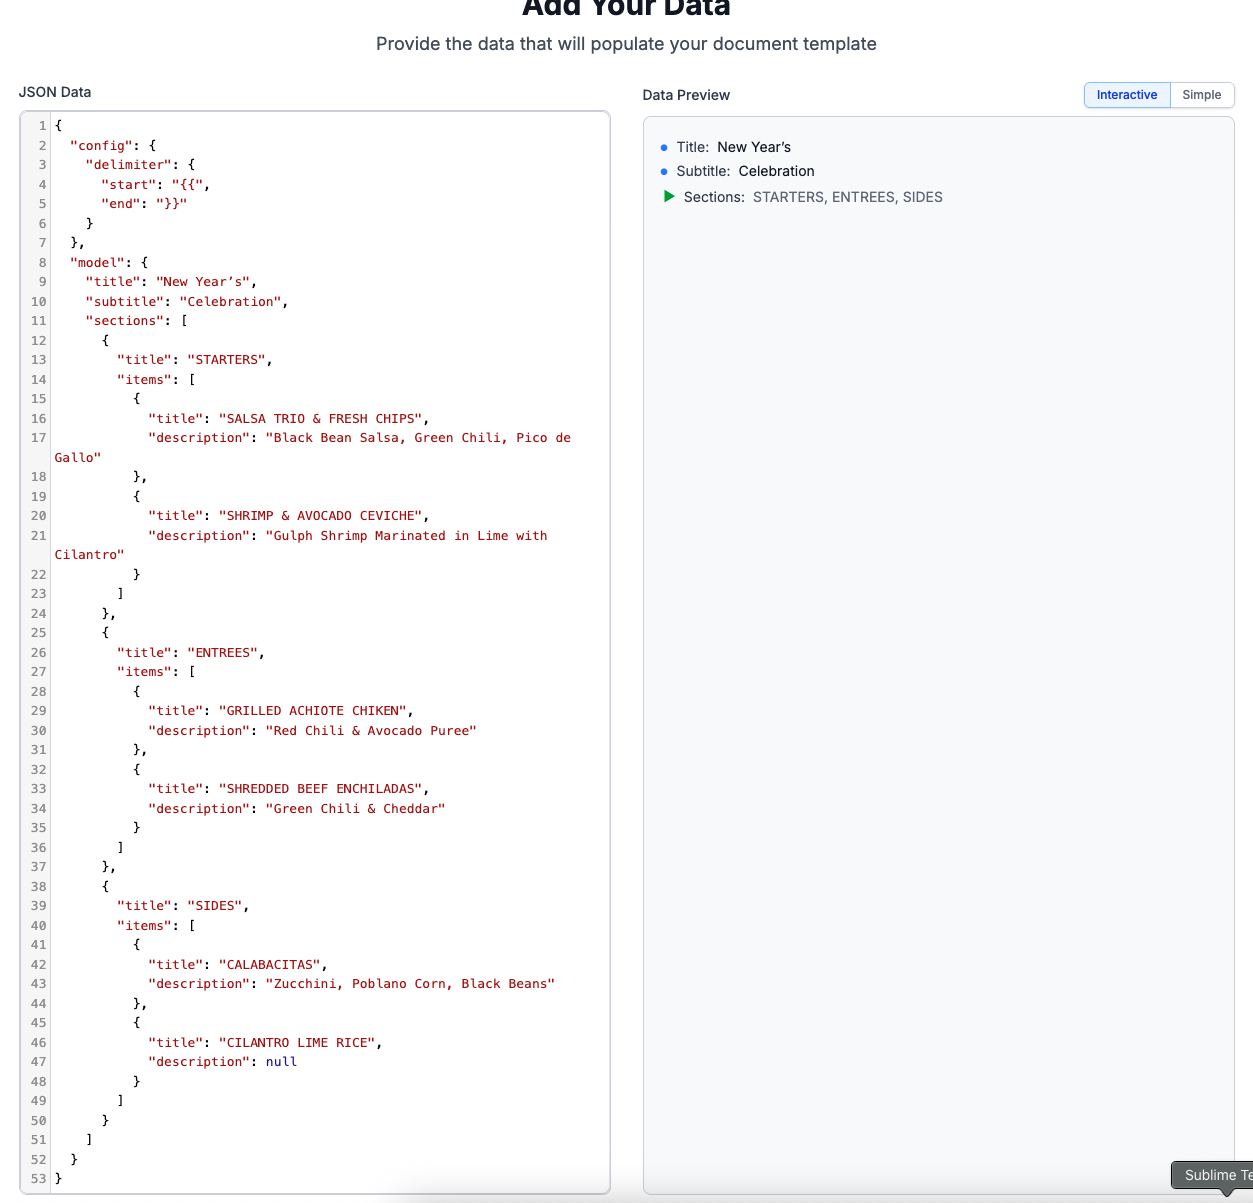 Add Your Data
Provide the data that will populate your document template
JSON Data
1 {
2   "config": {
3     "delimiter": {
4       "start": "{{",
5       "end": "}}"
6     }
7   },
8   "model": {
9     "title": "New Year’s",
10     "subtitle": "Celebration",
11     "sections": [
12       {
13         "title": "STARTERS",
14         "items": [
15           {
16             "title": "SALSA TRIO & FRESH CHIPS",
17             "description": "Black Bean Salsa, Green Chili, Pico de
Gallo"
18           },
19           {
20             "title": "SHRIMP & AVOCADO CEVICHE",
21             "description": "Gulph Shrimp Marinated in Lime with
Cilantro"
22           }
23         ]
24       },
25       {
26         "title": "ENTREES",
27         "items": [
28           {
29             "title": "GRILLED ACHIOTE CHIKEN",
30             "description": "Red Chili & Avocado Puree"
31           },
32           {
33             "title": "SHREDDED BEEF ENCHILADAS",
34             "description": "Green Chili & Cheddar"
35           }
36         ]
37       },
38       {
39         "title": "SIDES",
40         "items": [
41           {
42             "title": "CALABACITAS",
43             "description": "Zucchini, Poblano Corn, Black Beans"
44           },
45           {
46             "title": "CILANTRO LIME RICE",
47             "description": null
48           }
49         ]
50       }
51     ]
52   }
53 }
Data Preview
Interactive Simple
Title: New Year’s
Subtitle: Celebration
Sections: STARTERS, ENTREES, SIDES
Sublime Te